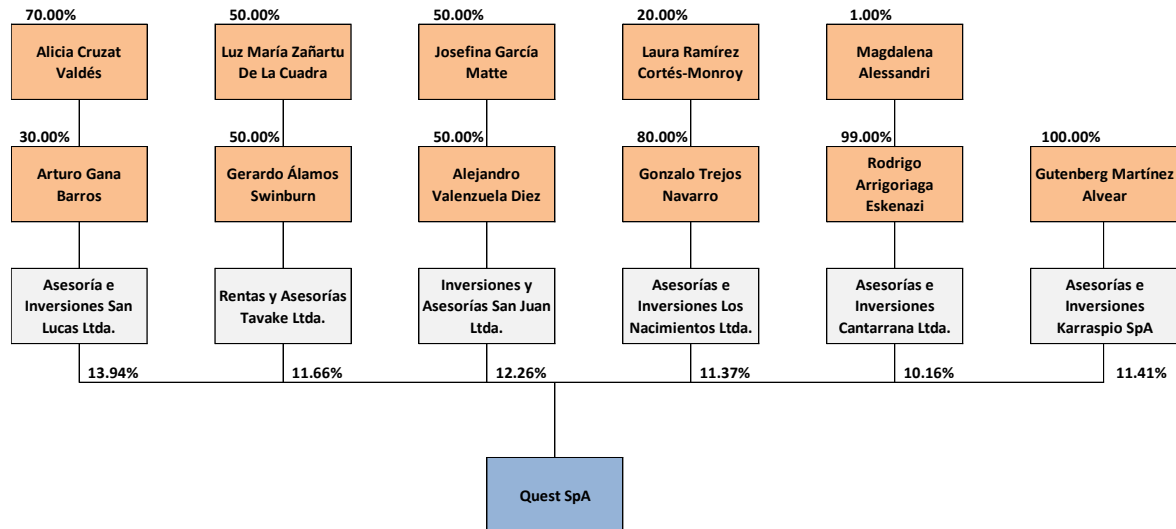 70.00%
50.00%
50.00%
20.00%
1.00%
Alicia Cruzat
Valdés
Luz María Zañartu
De La Cuadra
Josefina García
Matte
Laura Ramírez
Cortés-Monroy
Magdalena
Alessandri
30.00%
50.00%
50.00%
80.00%
99.00%
100.00%
Arturo Gana
Barros
Gerardo Álamos
Swinburn
Alejandro
Valenzuela Diez
Gonzalo Trejos
Navarro
Rodrigo
Arrigoriaga
Eskenazi
Gutenberg Martínez
Alvear
Asesoría e
Inversiones San
Lucas Ltda.
Rentas y Asesorías
Tavake Ltda.
Inversiones y
Asesorías San Juan
Ltda.
Asesorías e
Inversiones Los
Nacimientos Ltda.
Asesorías e
Inversiones
Cantarrana Ltda.
Asesorías e
Inversiones
Karraspio SpA
13.94%
11.66%
12.26%
11.37%
10.16%
11.41%
Quest SpA